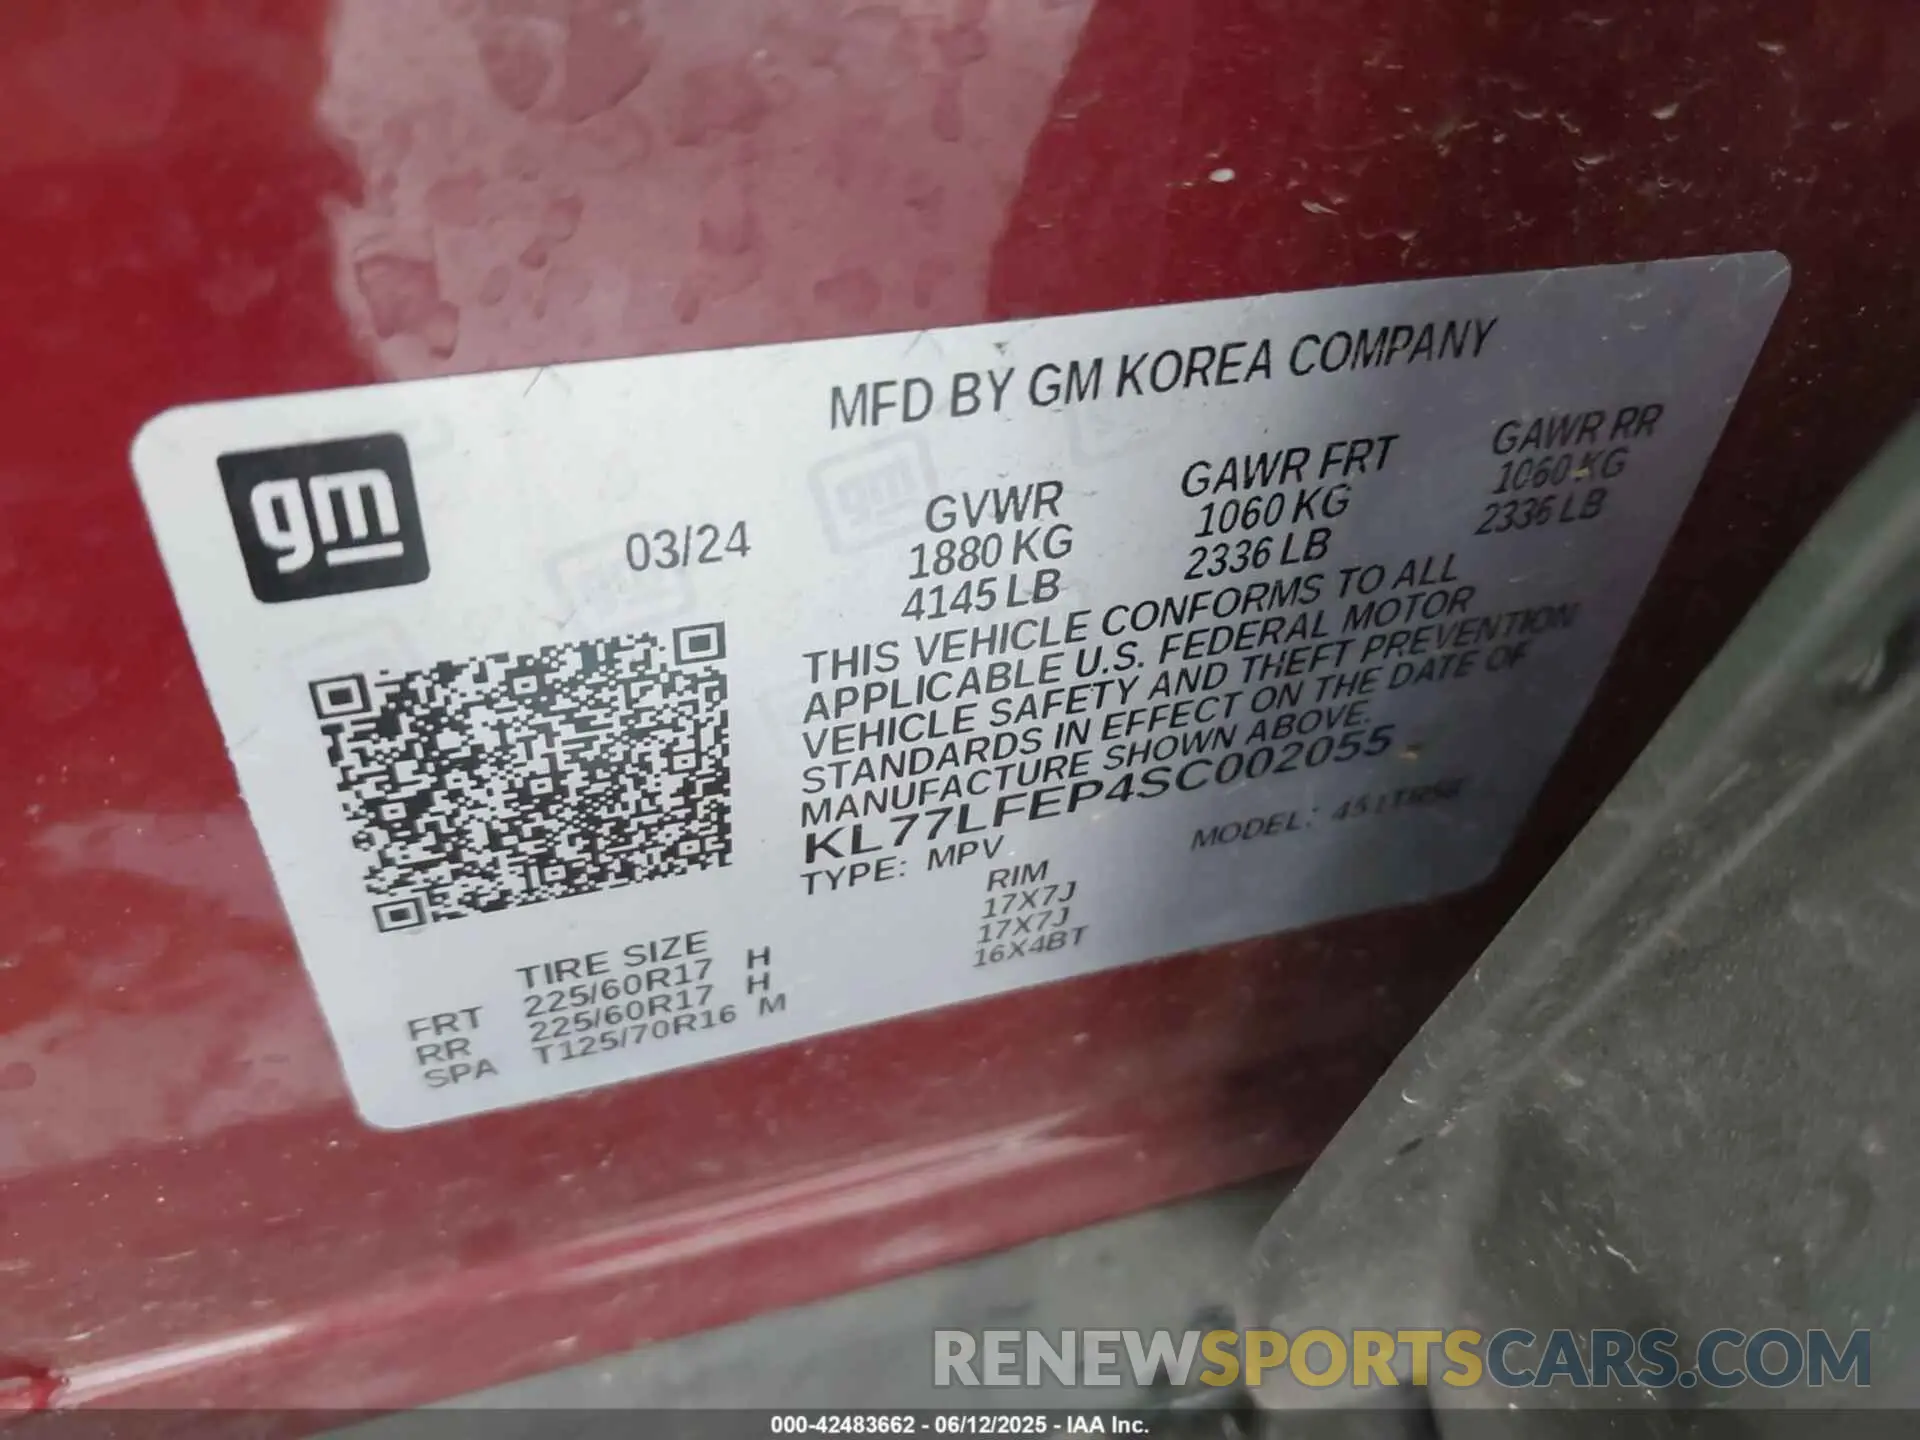 MFD BY GM KOREA COMPANY
gm
03/24
GVWR GAWR FRT GAWR RR
1880 KG 1060 KG 1060 KG
4145 LB 2336 LB 2336 LB
THIS VEHICLE CONFORMS TO ALL
APPLICABLE U.S. FEDERAL MOTOR
VEHICLE SAFETY AND THEFT PREVENTION
STANDARDS IN EFFECT ON THE DATE OF
MANUFACTURE SHOWN ABOVE.
KL77LFEP4SC002055
TYPE: MPV MODEL:
TIRE SIZE RIM
FRT 225/60R17 H 17X7J
RR 225/60R17 H 17X7J
SPA T125/70R16 M 16X4BT
RENEWSPORTSCARS.COM
000-42483662 - 06/12/2025 - IAA Inc.